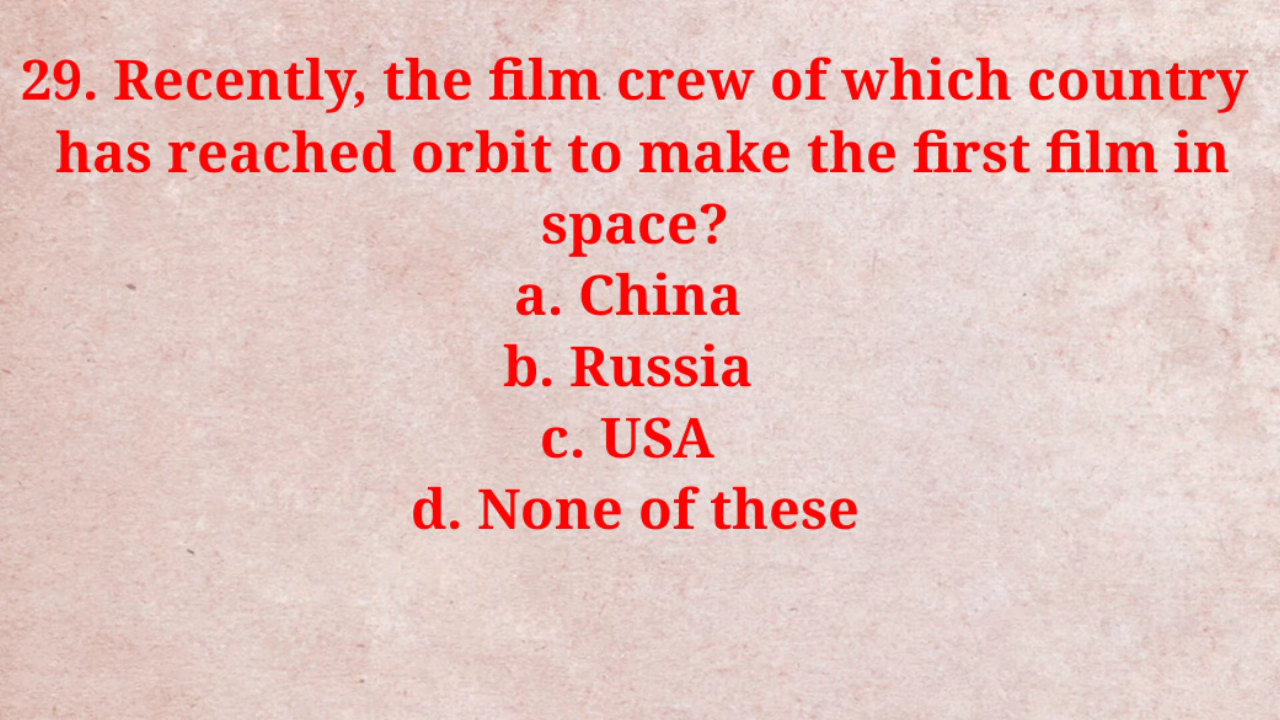 29. Recently, the film crew of which country
has reached orbit to make the first film in
space?
a. China
b. Russia
c. USA
d. None of these